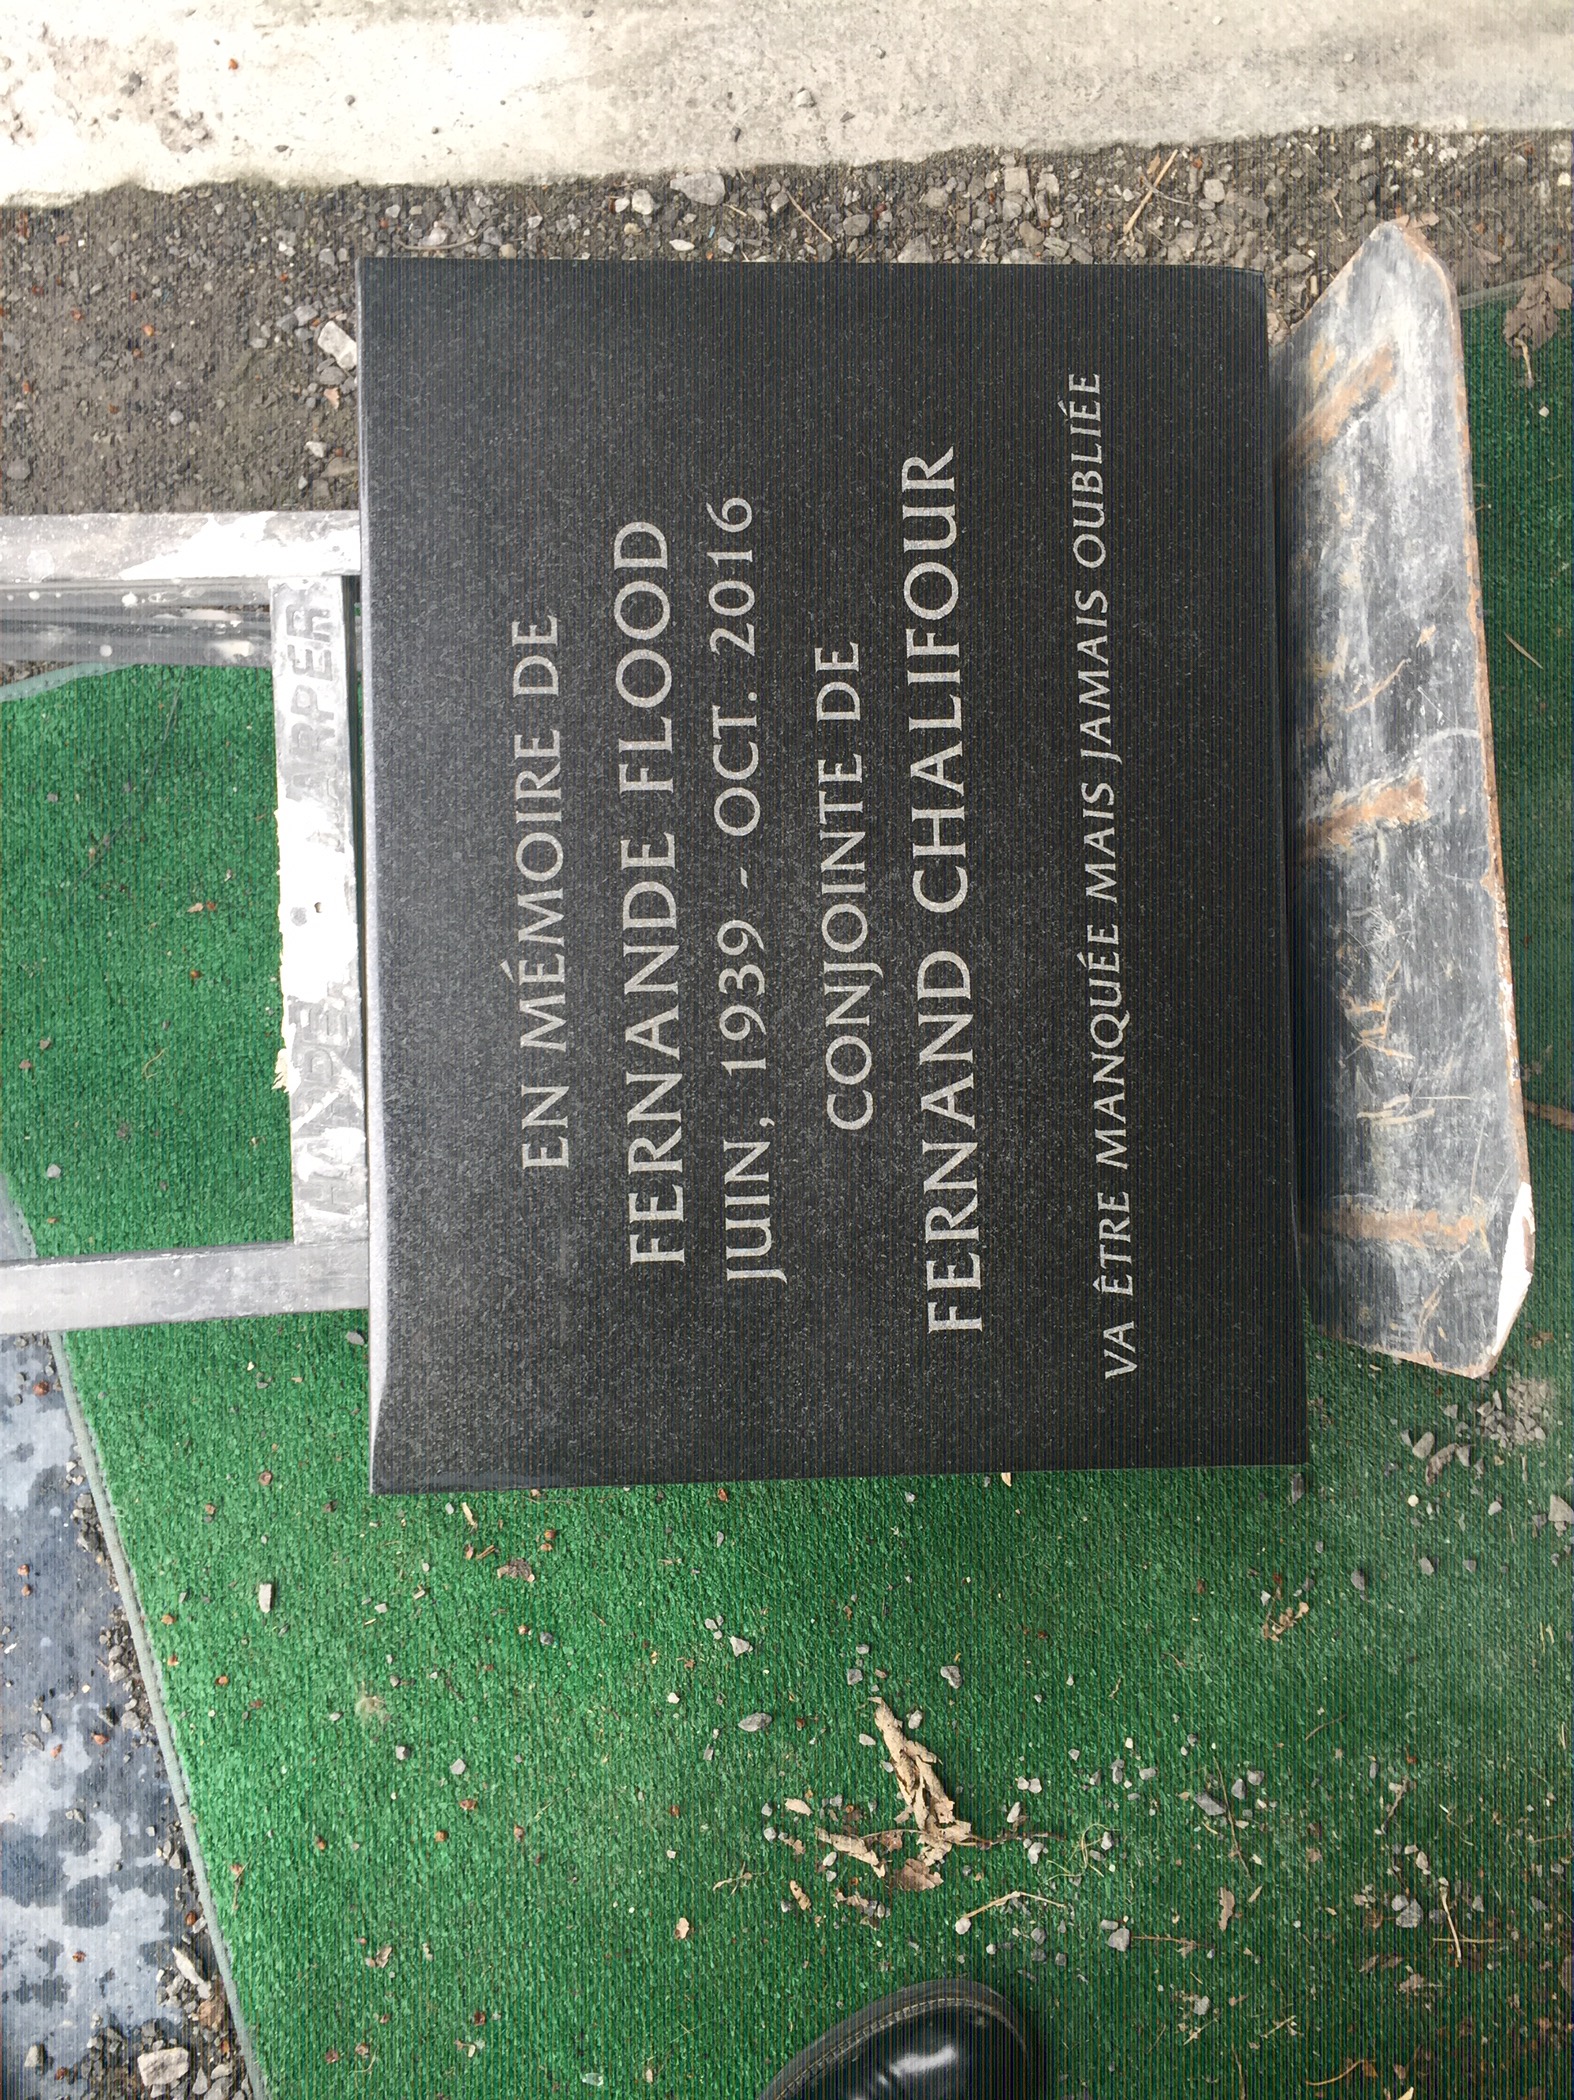 EN MÉMOIRE DE
FERNANDE FLOOD
JUIN, 1939 - OCT. 2016
CONJOINTE DE
FERNAND CHALIFOUR
VA ÊTRE MANQUÉE MAIS JAMAIS OUBLIÉE
HARPER